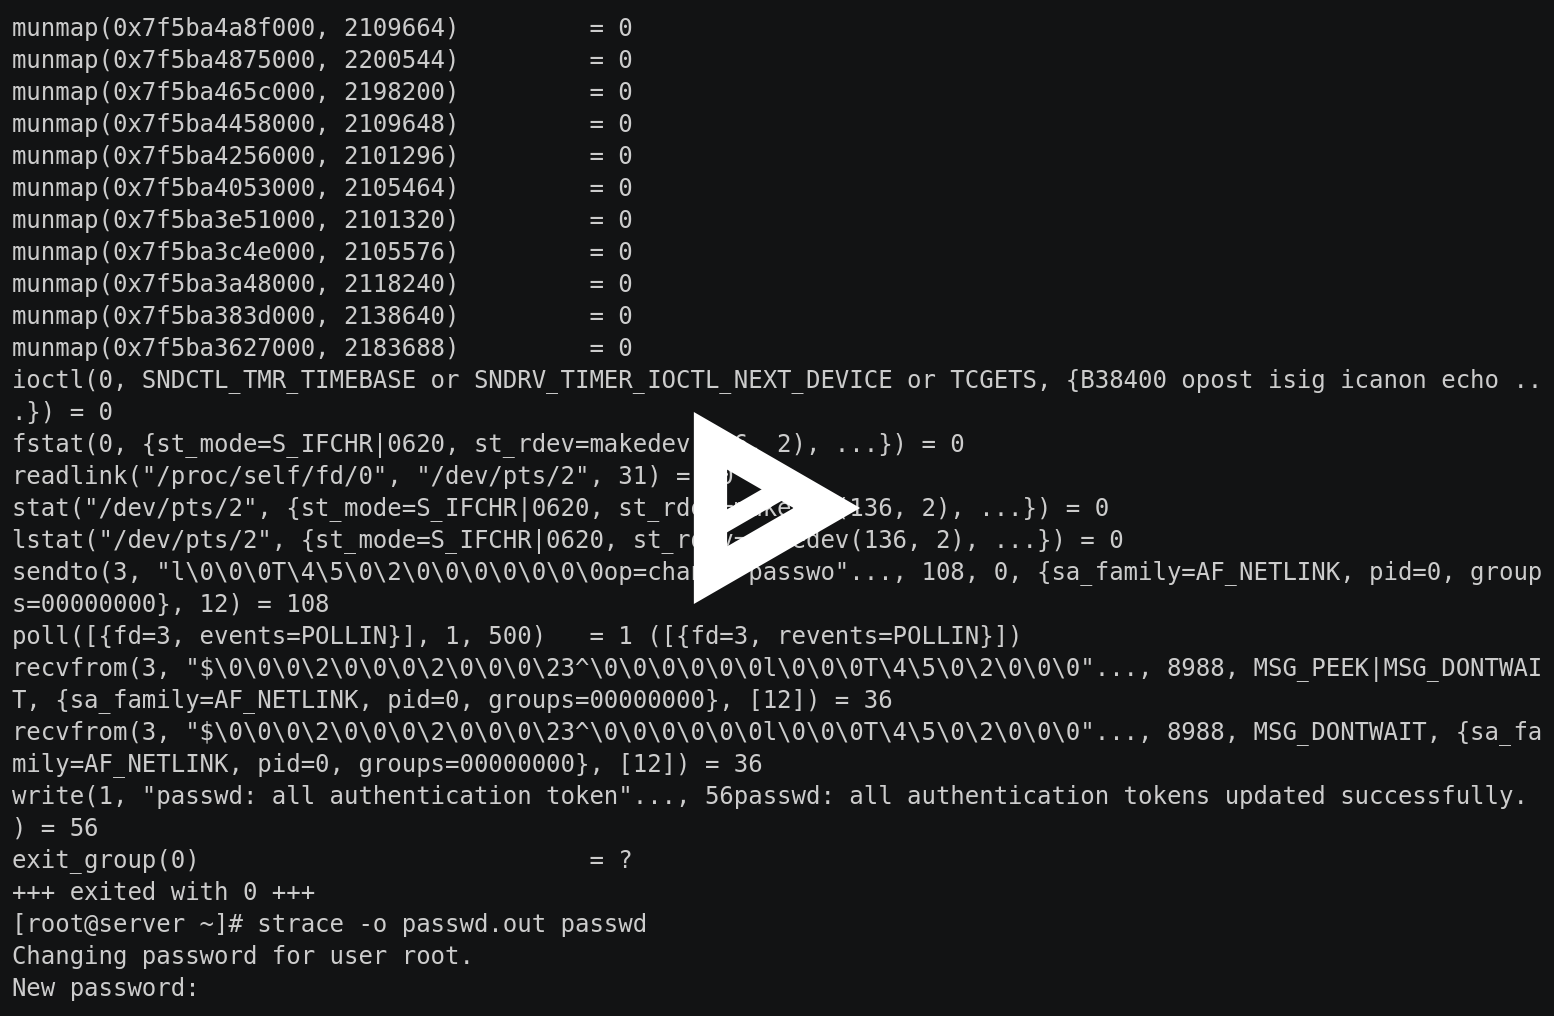 munmap(0x7f5ba4a8f000, 2109664)         = 0
munmap(0x7f5ba4875000, 2200544)         = 0
munmap(0x7f5ba465c000, 2198200)         = 0
munmap(0x7f5ba4458000, 2109648)         = 0
munmap(0x7f5ba4256000, 2101296)         = 0
munmap(0x7f5ba4053000, 2105464)         = 0
munmap(0x7f5ba3e51000, 2101320)         = 0
munmap(0x7f5ba3c4e000, 2105576)         = 0
munmap(0x7f5ba3a48000, 2118240)         = 0
munmap(0x7f5ba383d000, 2138640)         = 0
munmap(0x7f5ba3627000, 2183688)         = 0
ioctl(0, SNDCTL_TMR_TIMEBASE or SNDRV_TIMER_IOCTL_NEXT_DEVICE or TCGETS, {B38400 opost isig icanon echo ..
.}) = 0
fstat(0, {st_mode=S_IFCHR|0620, st_rdev=makedev 2), ...}) = 0
readlink("/proc/self/fd/0", "/dev/pts/2", 31) =
stat("/dev/pts/2", {st_mode=S_IFCHR|0620, (136, 2), ...}) = 0
lstat("/dev/pts/2", {st_mode=S_IFCHR|0620, (136, 2), ...}) = 0
sendto(3, "l\0\0\0T\4\5\0\2\0\0\0\0\0\0\0op= passwo"..., 108, 0, {sa_family=AF_NETLINK, pid=0, group
s=00000000}, 12) = 108
poll([{fd=3, events=POLLIN}], 1, 500)   = 1 ([{fd=3, revents=POLLIN}])
recvfrom(3, "$\0\0\0\2\0\0\0\2\0\0\0\23^\0\0\0\0\0\0l\0\0\0T\4\5\0\2\0\0\0"..., 8988, MSG_PEEK|MSG_DONTWAI
T, {sa_family=AF_NETLINK, pid=0, groups=00000000}, [12]) = 36
recvfrom(3, "$\0\0\0\2\0\0\0\2\0\0\0\23^\0\0\0\0\0\0l\0\0\0T\4\5\0\2\0\0\0"..., 8988, MSG_DONTWAIT, {sa_fa
mily=AF_NETLINK, pid=0, groups=00000000}, [12]) = 36
write(1, "passwd: all authentication token"..., 56passwd: all authentication tokens updated successfully.
) = 56
exit_group(0)                           = ?
+++ exited with 0 +++
[root@server ~]# strace -o passwd.out passwd
Changing password for user root.
New password: